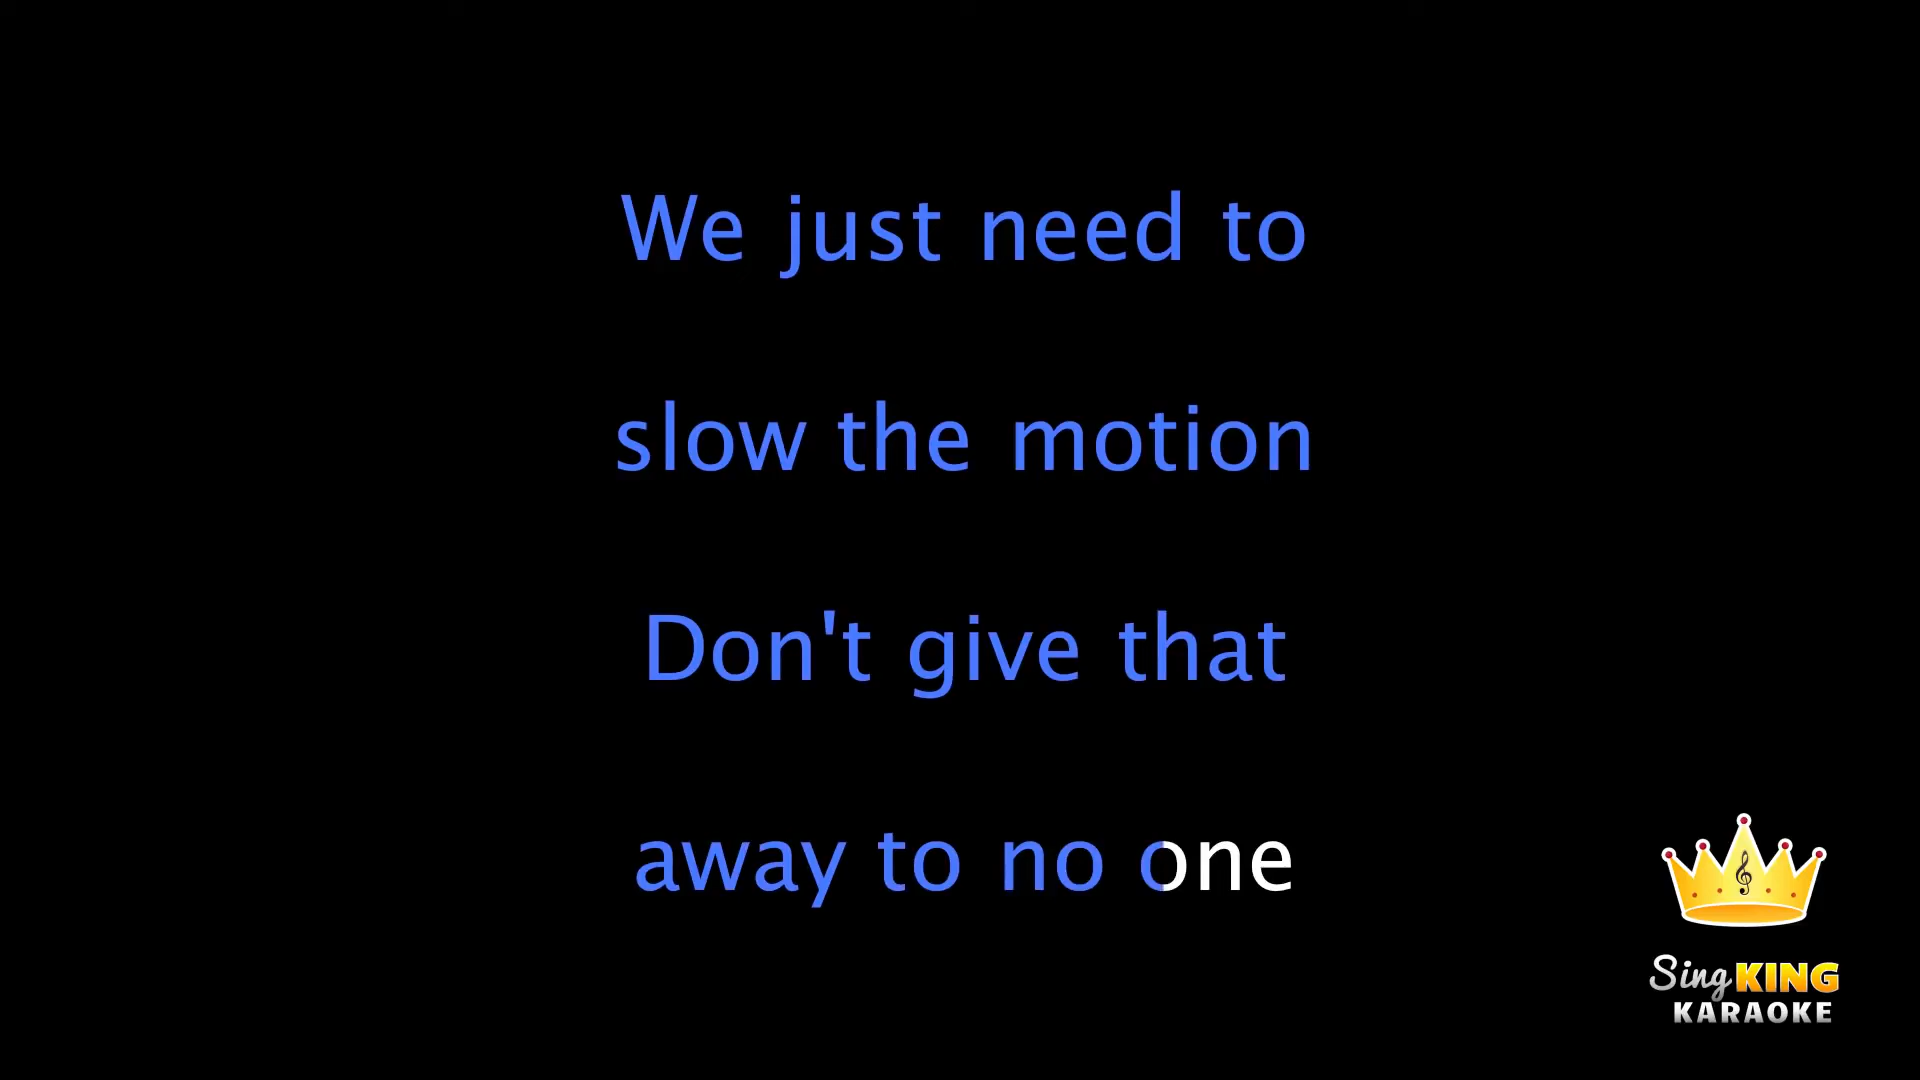 We just need to
slow the motion
Don't give that
away to no one
Sing KING
KARAOKE